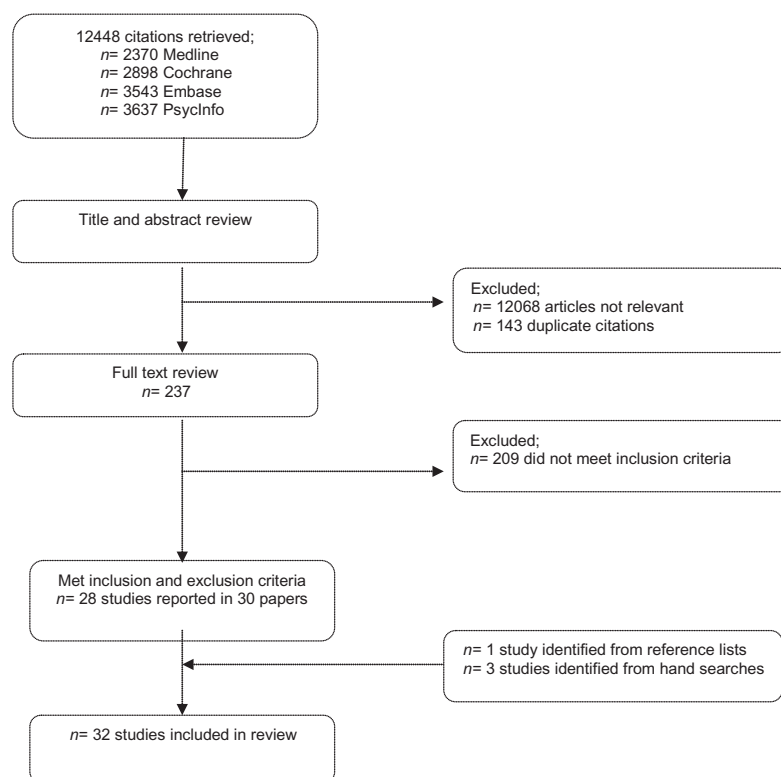 12448 citations retrieved;
n= 2370 Medline
n= 2898 Cochrane
n= 3543 Embase
n= 3637 PsycInfo
Title and abstract review
Excluded;
n= 12068 articles not relevant
n= 143 duplicate citations
Full text review
n= 237
Excluded;
n= 209 did not meet inclusion criteria
Met inclusion and exclusion criteria
n= 28 studies reported in 30 papers
n= 1 study identified from reference lists
n= 3 studies identified from hand searches
n= 32 studies included in review